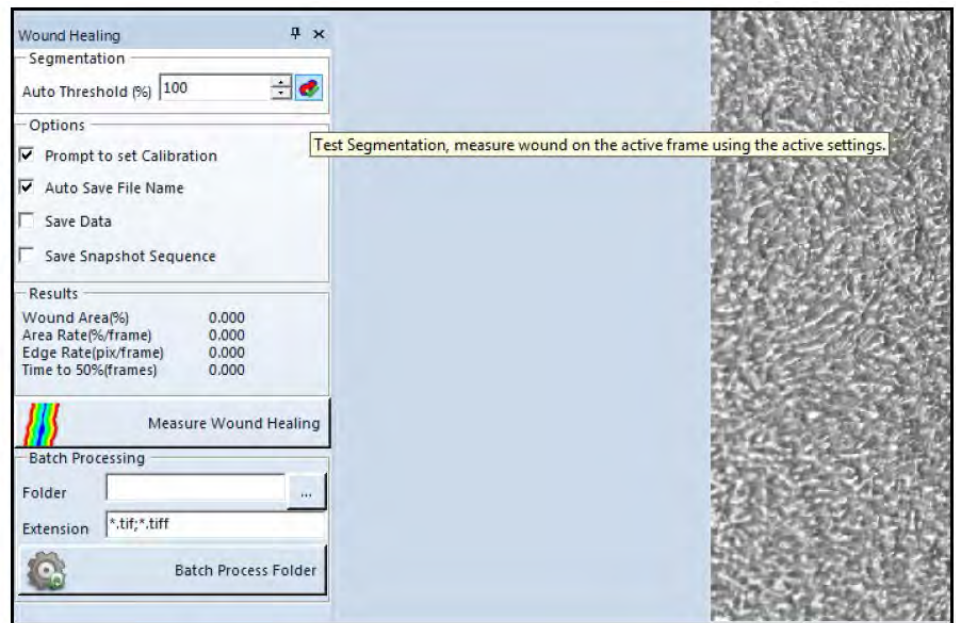 Wound Healing
Segmentation
Auto Threshold (%) 100
Options
Test Segmentation, measure wound on the active frame using the active settings.
Prompt to set Calibration
Auto Save File Name
Save Data
Save Snapshot Sequence
Results
Wound Area(%) 0.000
Area Rate(%/frame) 0.000
Edge Rate(pix/frame) 0.000
Time to 50%(frames) 0.000
Measure Wound Healing
Batch Processing
Folder ...
Extension *.tif;*.tiff
Batch Process Folder